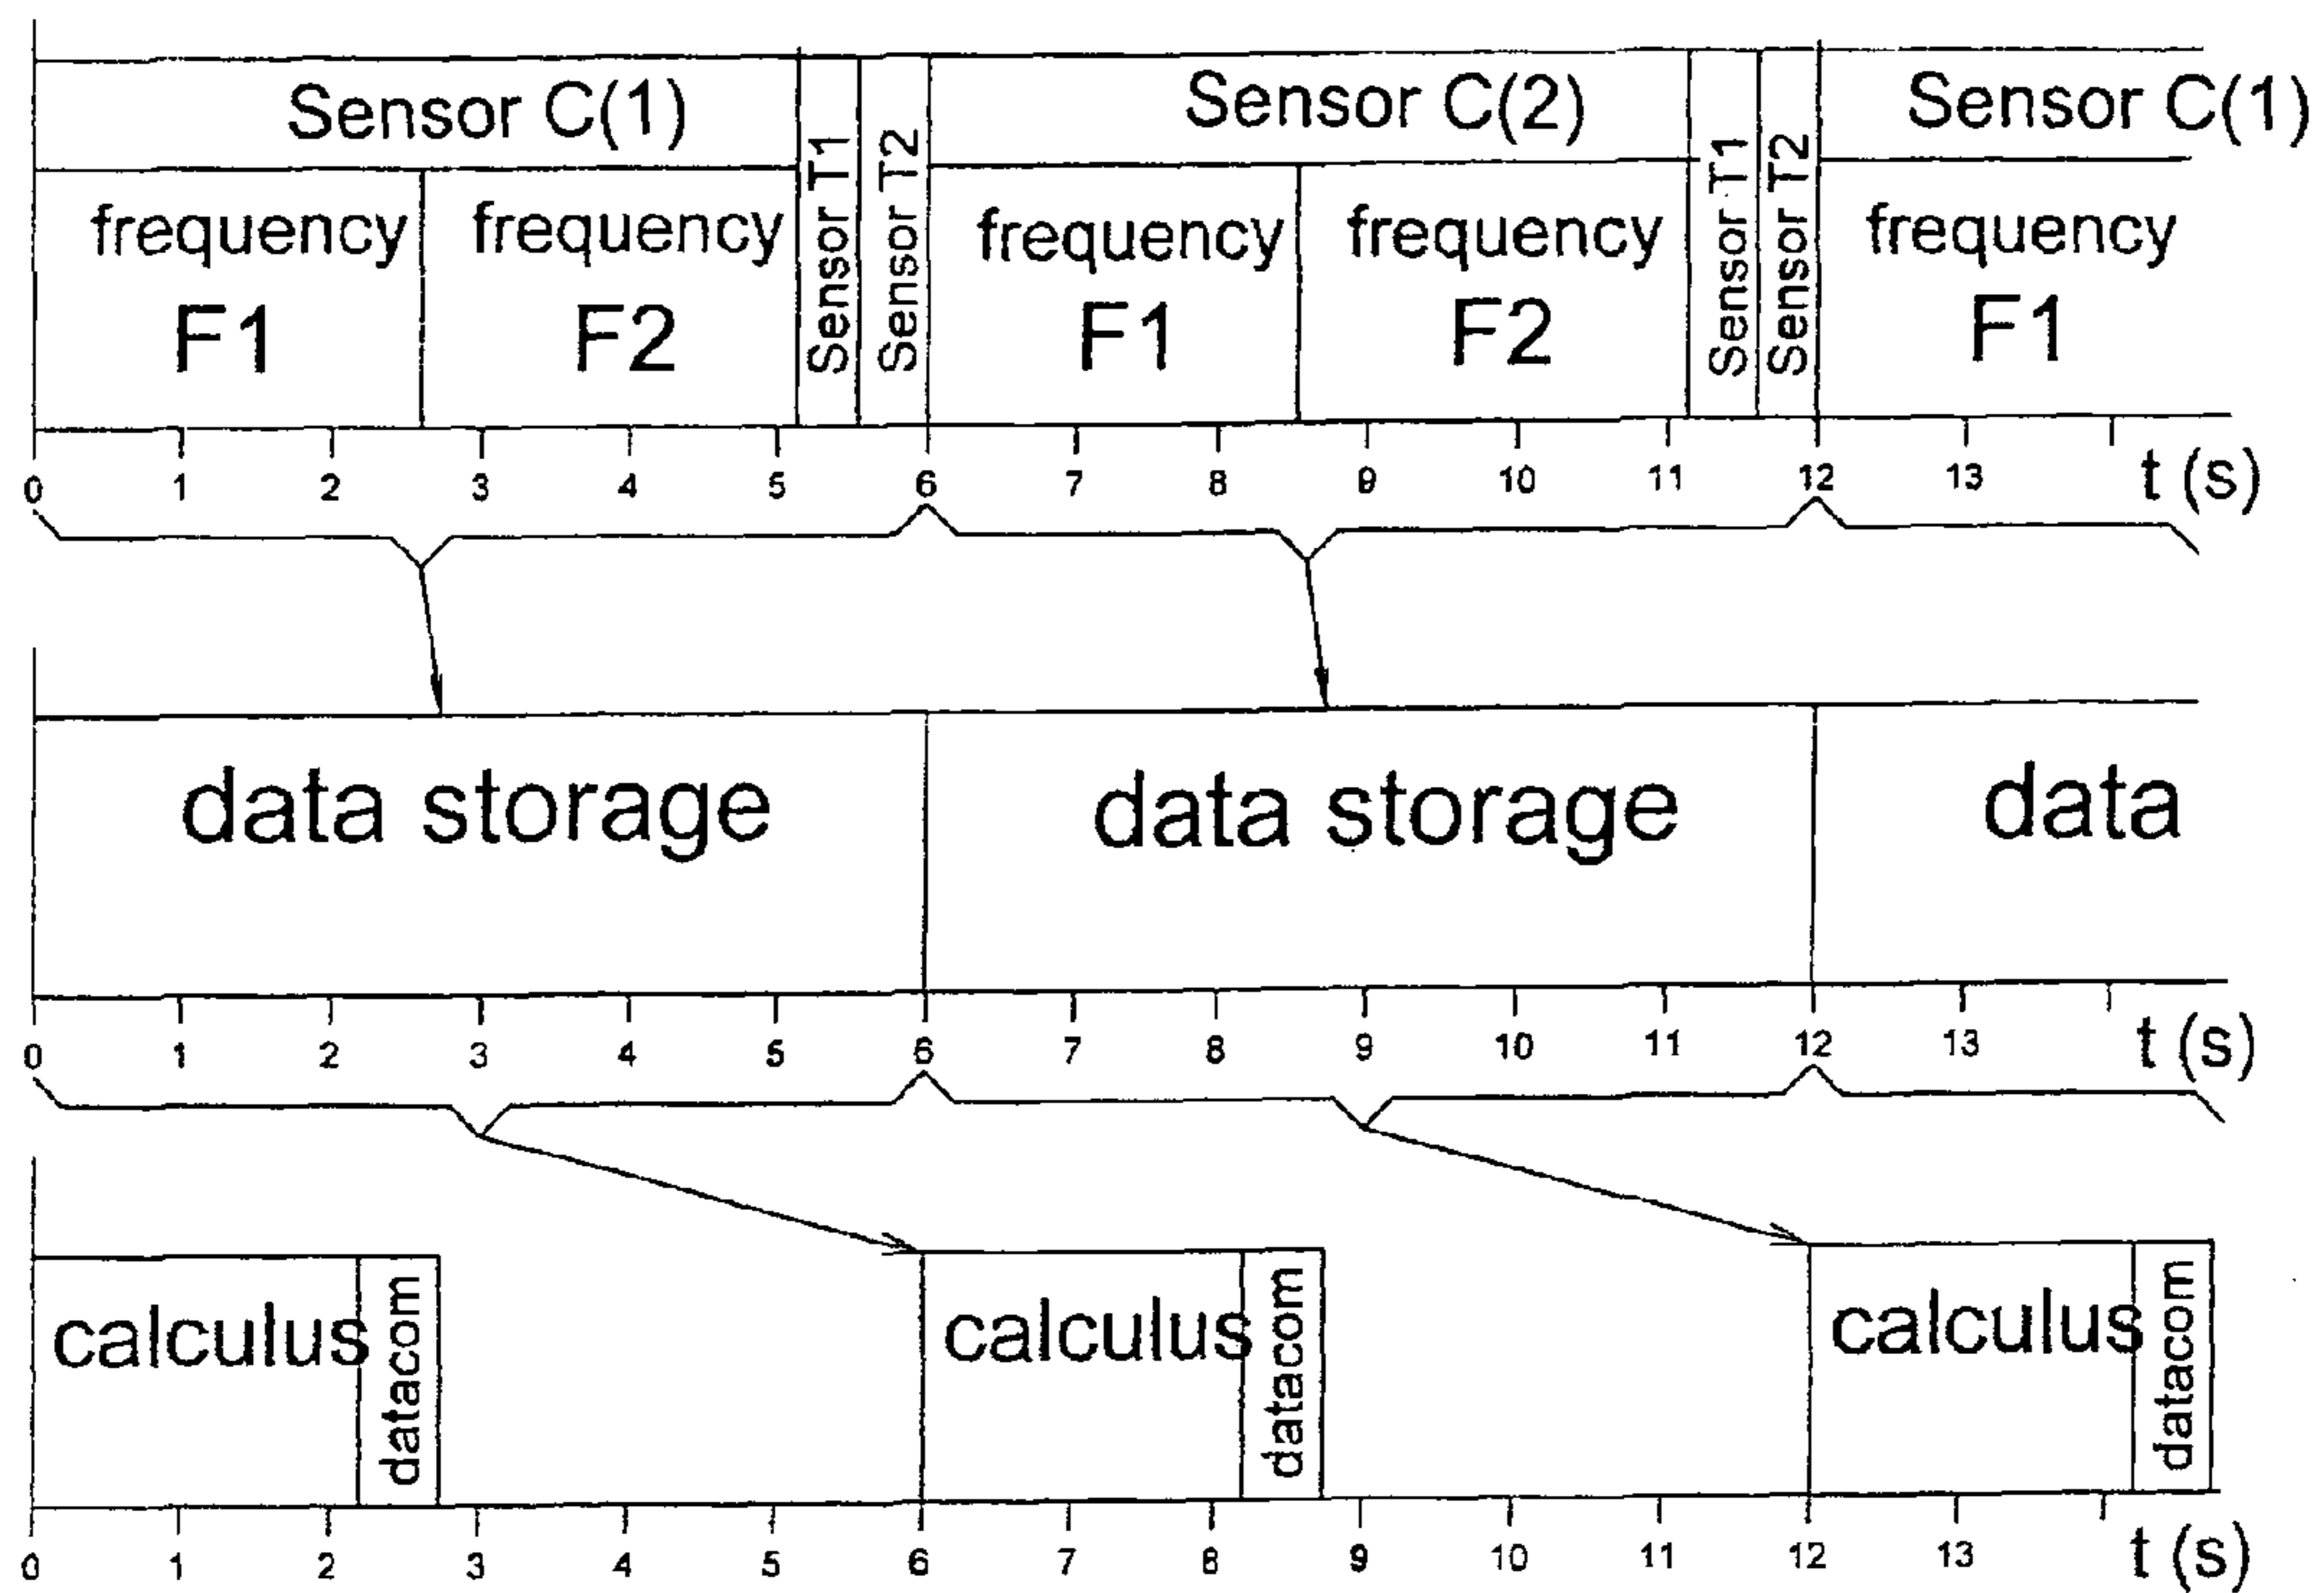 Sensor C(1) Sensor C(2) Sensor C(1)
frequency frequency Sensor T1 Sensor T2 frequency frequency Sensor T1 Sensor T2 frequency
F1 F2 F1 F2 F1
0 1 2 3 4 5 6 7 8 9 10 11 12 13 t (s)
data storage data storage data
0 1 2 3 4 5 6 7 8 9 10 11 12 13 t (s)
calculus datacom calculus datacom calculus datacom
0 1 2 3 4 5 6 7 8 9 10 11 12 13 t (s)